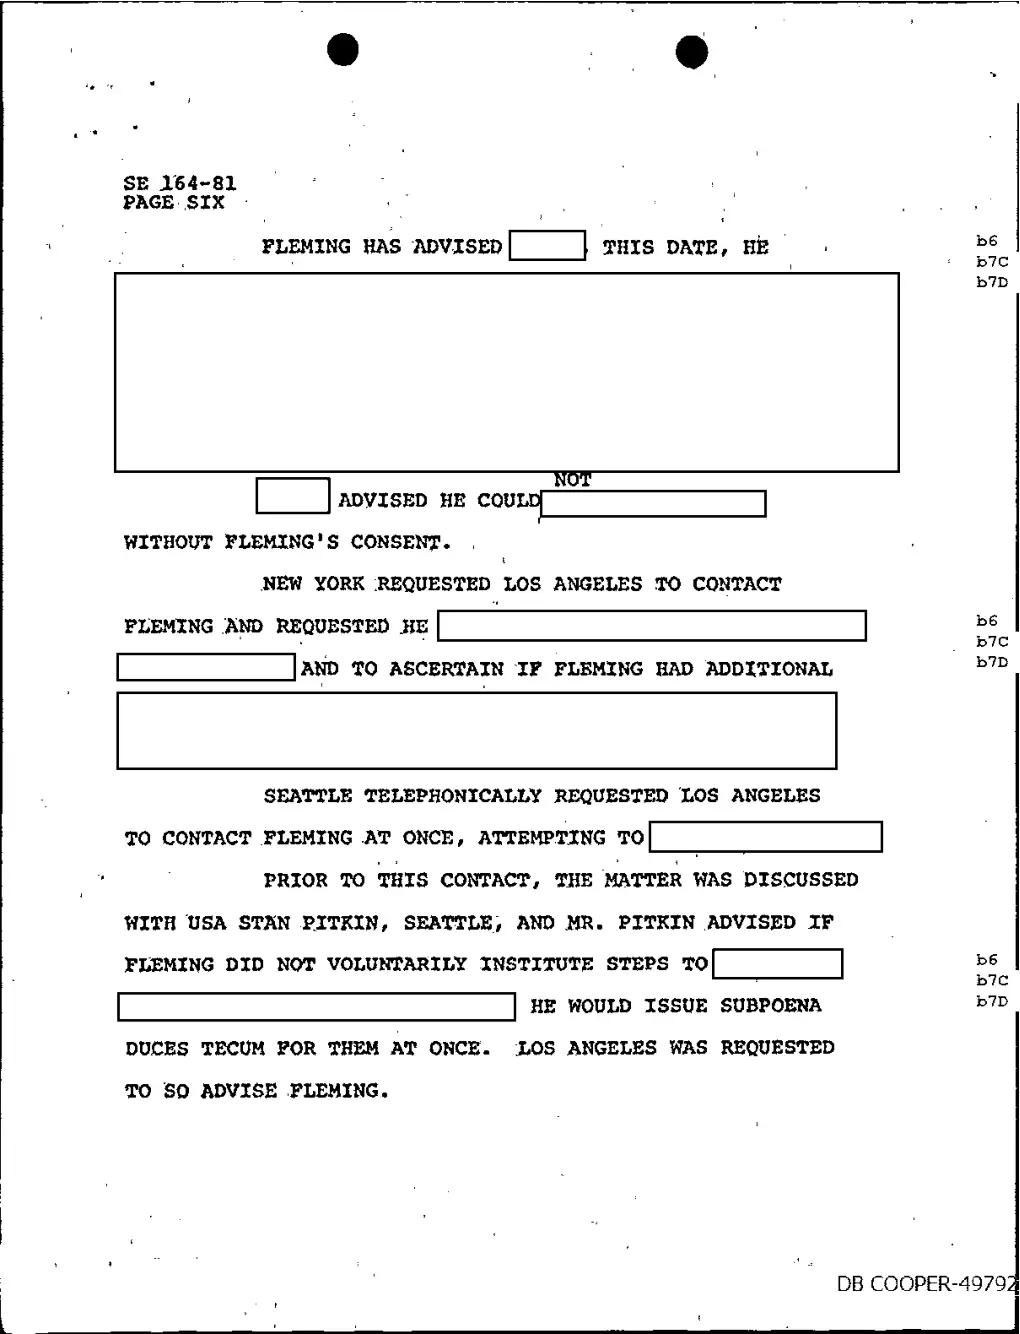 SE 164-81
PAGE SIX
FLEMING HAS ADVISED THIS DATE, HE
b6
b7C
b7D
NOT
ADVISED HE COULD
WITHOUT FLEMING'S CONSENT.
NEW YORK REQUESTED LOS ANGELES TO CONTACT
FLEMING AND REQUESTED HE
b6
b7C
AND TO ASCERTAIN IF FLEMING HAD ADDITIONAL
b7D
SEATTLE TELEPHONICALLY REQUESTED LOS ANGELES
TO CONTACT FLEMING AT ONCE, ATTEMPTING TO
PRIOR TO THIS CONTACT, THE MATTER WAS DISCUSSED
WITH USA STAN PITKIN, SEATTLE, AND MR. PITKIN ADVISED IF
FLEMING DID NOT VOLUNTARILY INSTITUTE STEPS TO
b6
b7C
b7D
HE WOULD ISSUE SUBPOENA
DUCES TECUM FOR THEM AT ONCE. LOS ANGELES WAS REQUESTED
TO SO ADVISE FLEMING.
DB COOPER-49792